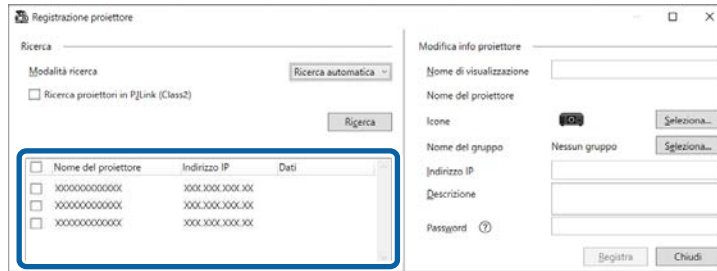 Registrazione proiettore
Ricerca
Modalità ricerca
Ricerca automatica
Ricerca proiettori in PJLink (Class2)
Ricerca
Nome del proiettore Indirizzo IP Dati
XXXXXXXXXXXX XXX.XXX.XXX.XX
XXXXXXXXXXXX XXX.XXX.XXX.XX
XXXXXXXXXXXX XXX.XXX.XXX.XX
Modifica info proiettore
Nome di visualizzazione
Nome del proiettore
Icone Seleziona...
Nome del gruppo Nessun gruppo Seleziona...
Indirizzo IP
Descrizione
Password ?
Registra Chiudi